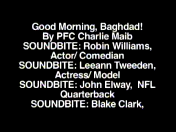 Good Morning, Baghdad!
By PFC Charlie Maib
SOUNDBITE: Robin Williams,
Actor/ Comedian
SOUNDBITE: Leeann Tweeden,
Actress/ Model
SOUNDBITE: John Elway, NFL
Quarterback
SOUNDBITE: Blake Clark,